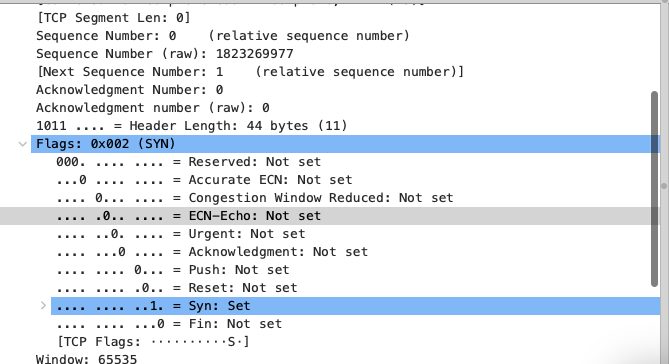 [TCP Segment Len: 0]
Sequence Number: 0    (relative sequence number)
Sequence Number (raw): 1823269977
[Next Sequence Number: 1    (relative sequence number)]
Acknowledgment Number: 0
Acknowledgment number (raw): 0
1011 .... = Header Length: 44 bytes (11)
Flags: 0x002 (SYN)
000. .... .... = Reserved: Not set
...0 .... .... = Accurate ECN: Not set
.... 0... .... = Congestion Window Reduced: Not set
.... .0.. .... = ECN-Echo: Not set
.... ..0. .... = Urgent: Not set
.... ...0 .... = Acknowledgment: Not set
.... .... 0... = Push: Not set
.... .... .0.. = Reset: Not set
.... .... ..1. = Syn: Set
.... .... ...0 = Fin: Not set
[TCP Flags: ··········S·]
Window: 65535